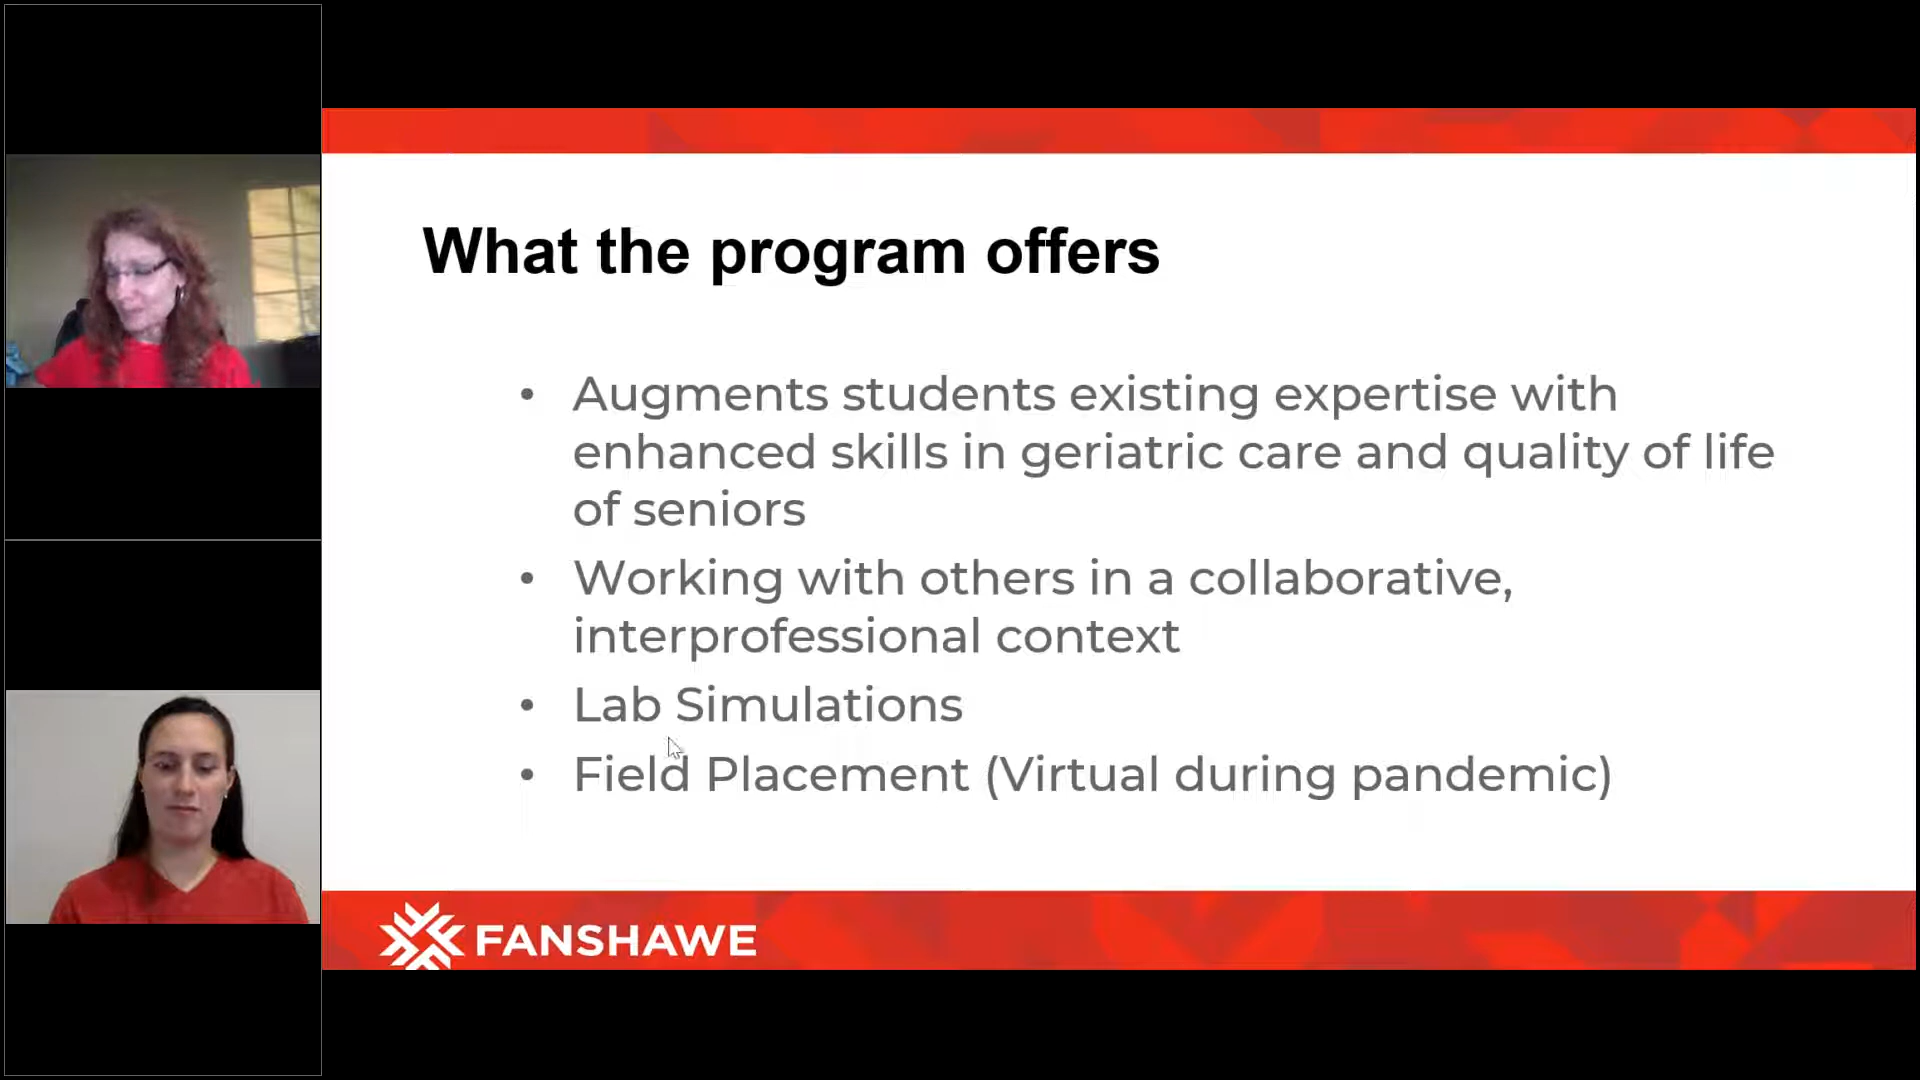 What the program offers
• Augments students existing expertise with
enhanced skills in geriatric care and quality of life
of seniors
• Working with others in a collaborative,
interprofessional context
• Lab Simulations
• Field Placement (Virtual during pandemic)
FANSHAWE